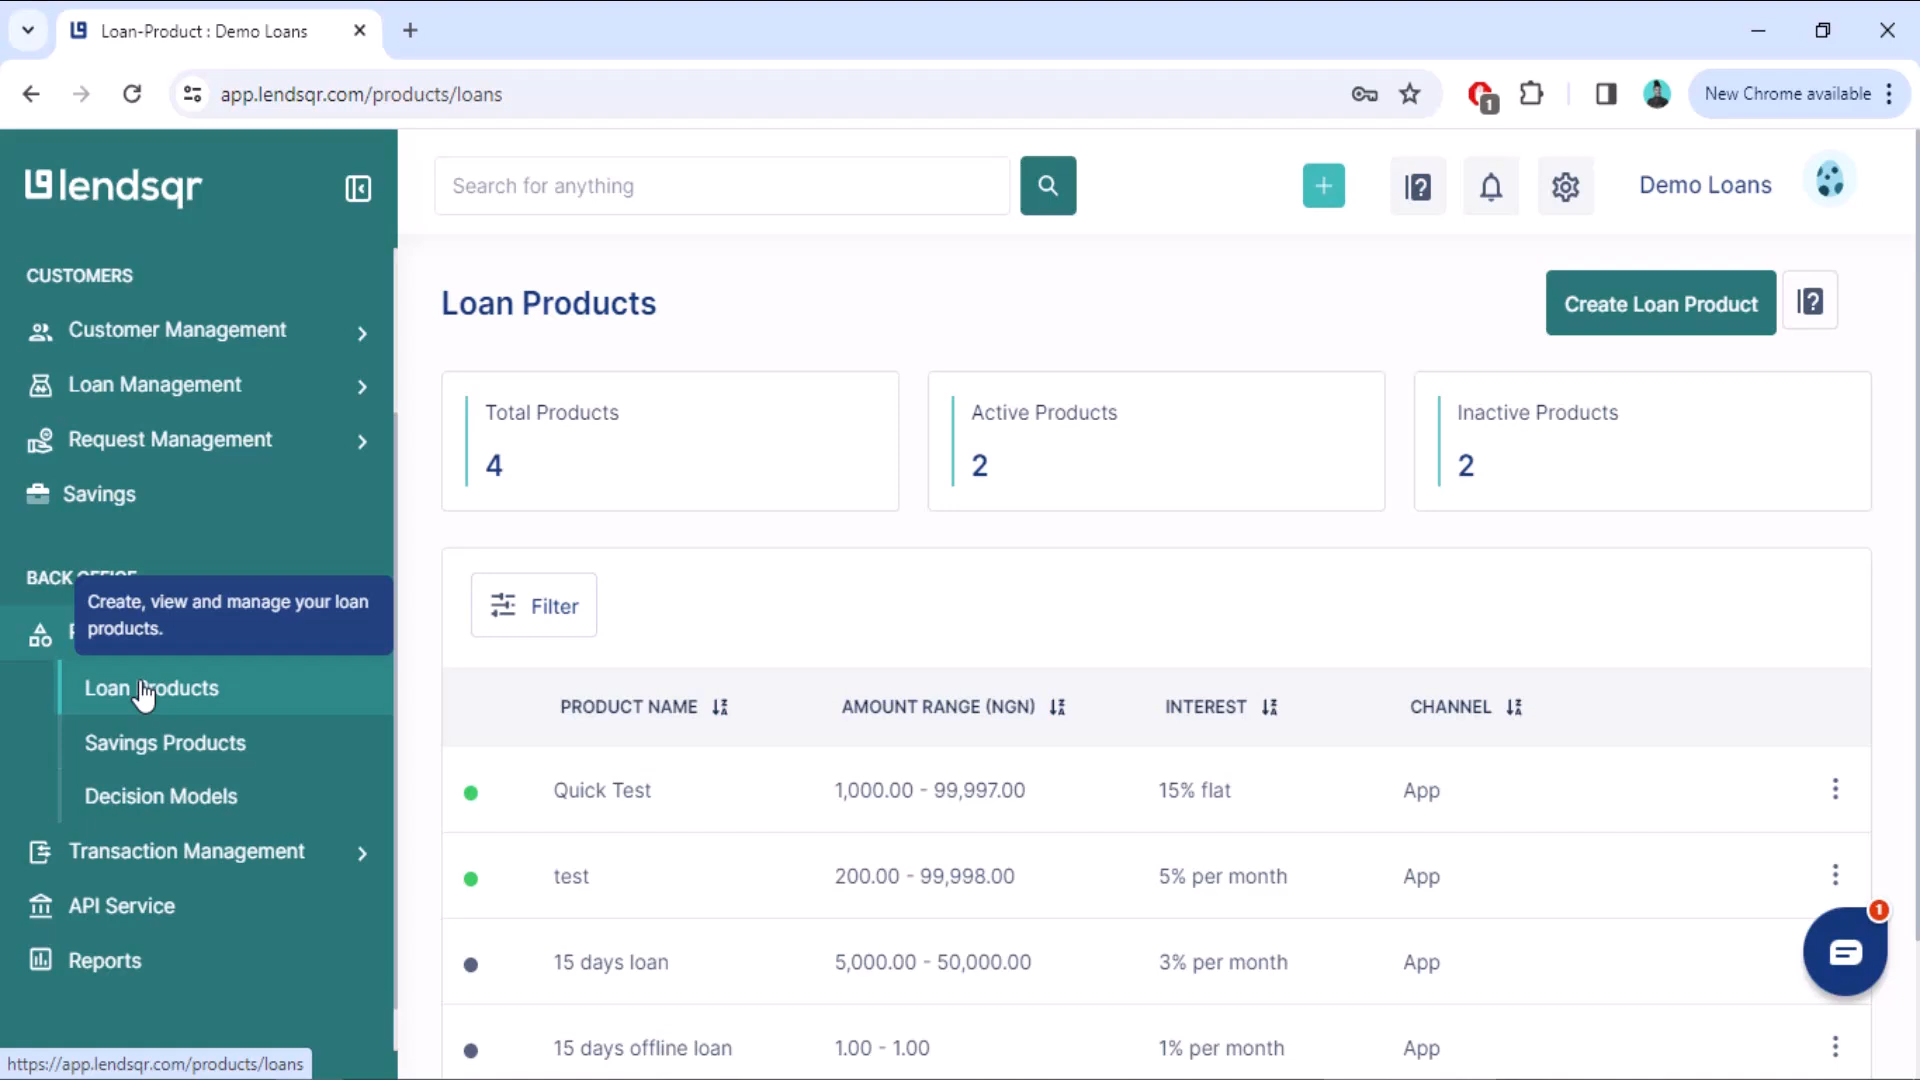 Loan-Product : Demo Loans
app.lendsqr.com/products/loans
1
New Chrome available
lendsqr
Search for anything
Demo Loans
CUSTOMERS
Customer Management
Loan Management
Request Management
Savings
BACK OFFICE
Create, view and manage your loan
products.
Loan Products
Savings Products
Decision Models
Transaction Management
API Service
Reports
https://app.lendsqr.com/products/loans
Loan Products
Create Loan Product
Total Products
4
Active Products
2
Inactive Products
2
Filter
PRODUCT NAME AMOUNT RANGE (NGN) INTEREST CHANNEL
Quick Test 1,000.00 - 99,997.00 15% flat App
test 200.00 - 99,998.00 5% per month App
15 days loan 5,000.00 - 50,000.00 3% per month App
15 days offline loan 1.00 - 1.00 1% per month App
1